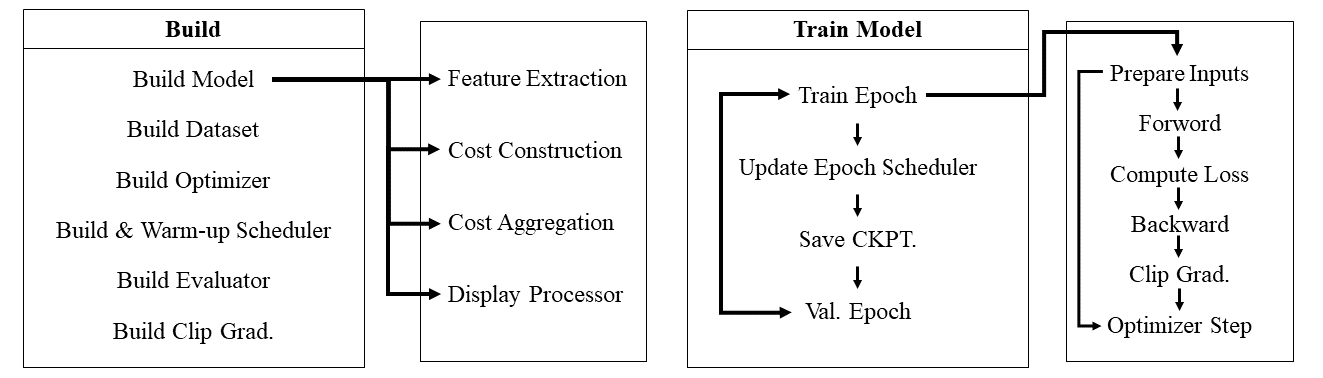 Build
Build Model
Build Dataset
Build Optimizer
Build & Warm-up Scheduler
Build Evaluator
Build Clip Grad.
Feature Extraction
Cost Construction
Cost Aggregation
Display Processor
Train Model
Train Epoch
Update Epoch Scheduler
Save CKPT.
Val. Epoch
Prepare Inputs
Forword
Compute Loss
Backward
Clip Grad.
Optimizer Step